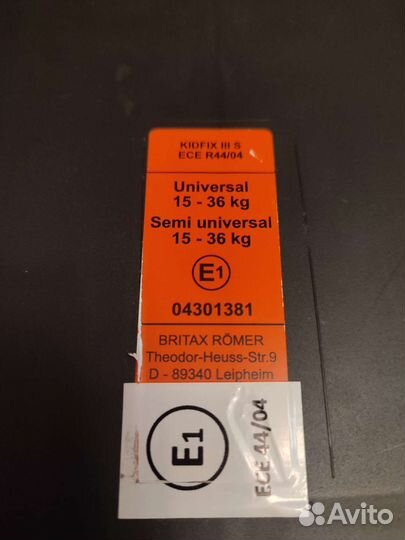 KIDFIX III S
ECE R44/04
Universal
15 - 36 kg
Semi universal
15 - 36 kg
E1
04301381
BRITAX RÖMER
Theodor-Heuss-Str.9
D - 89340 Leipheim
E1
ECE 44/04
Avito